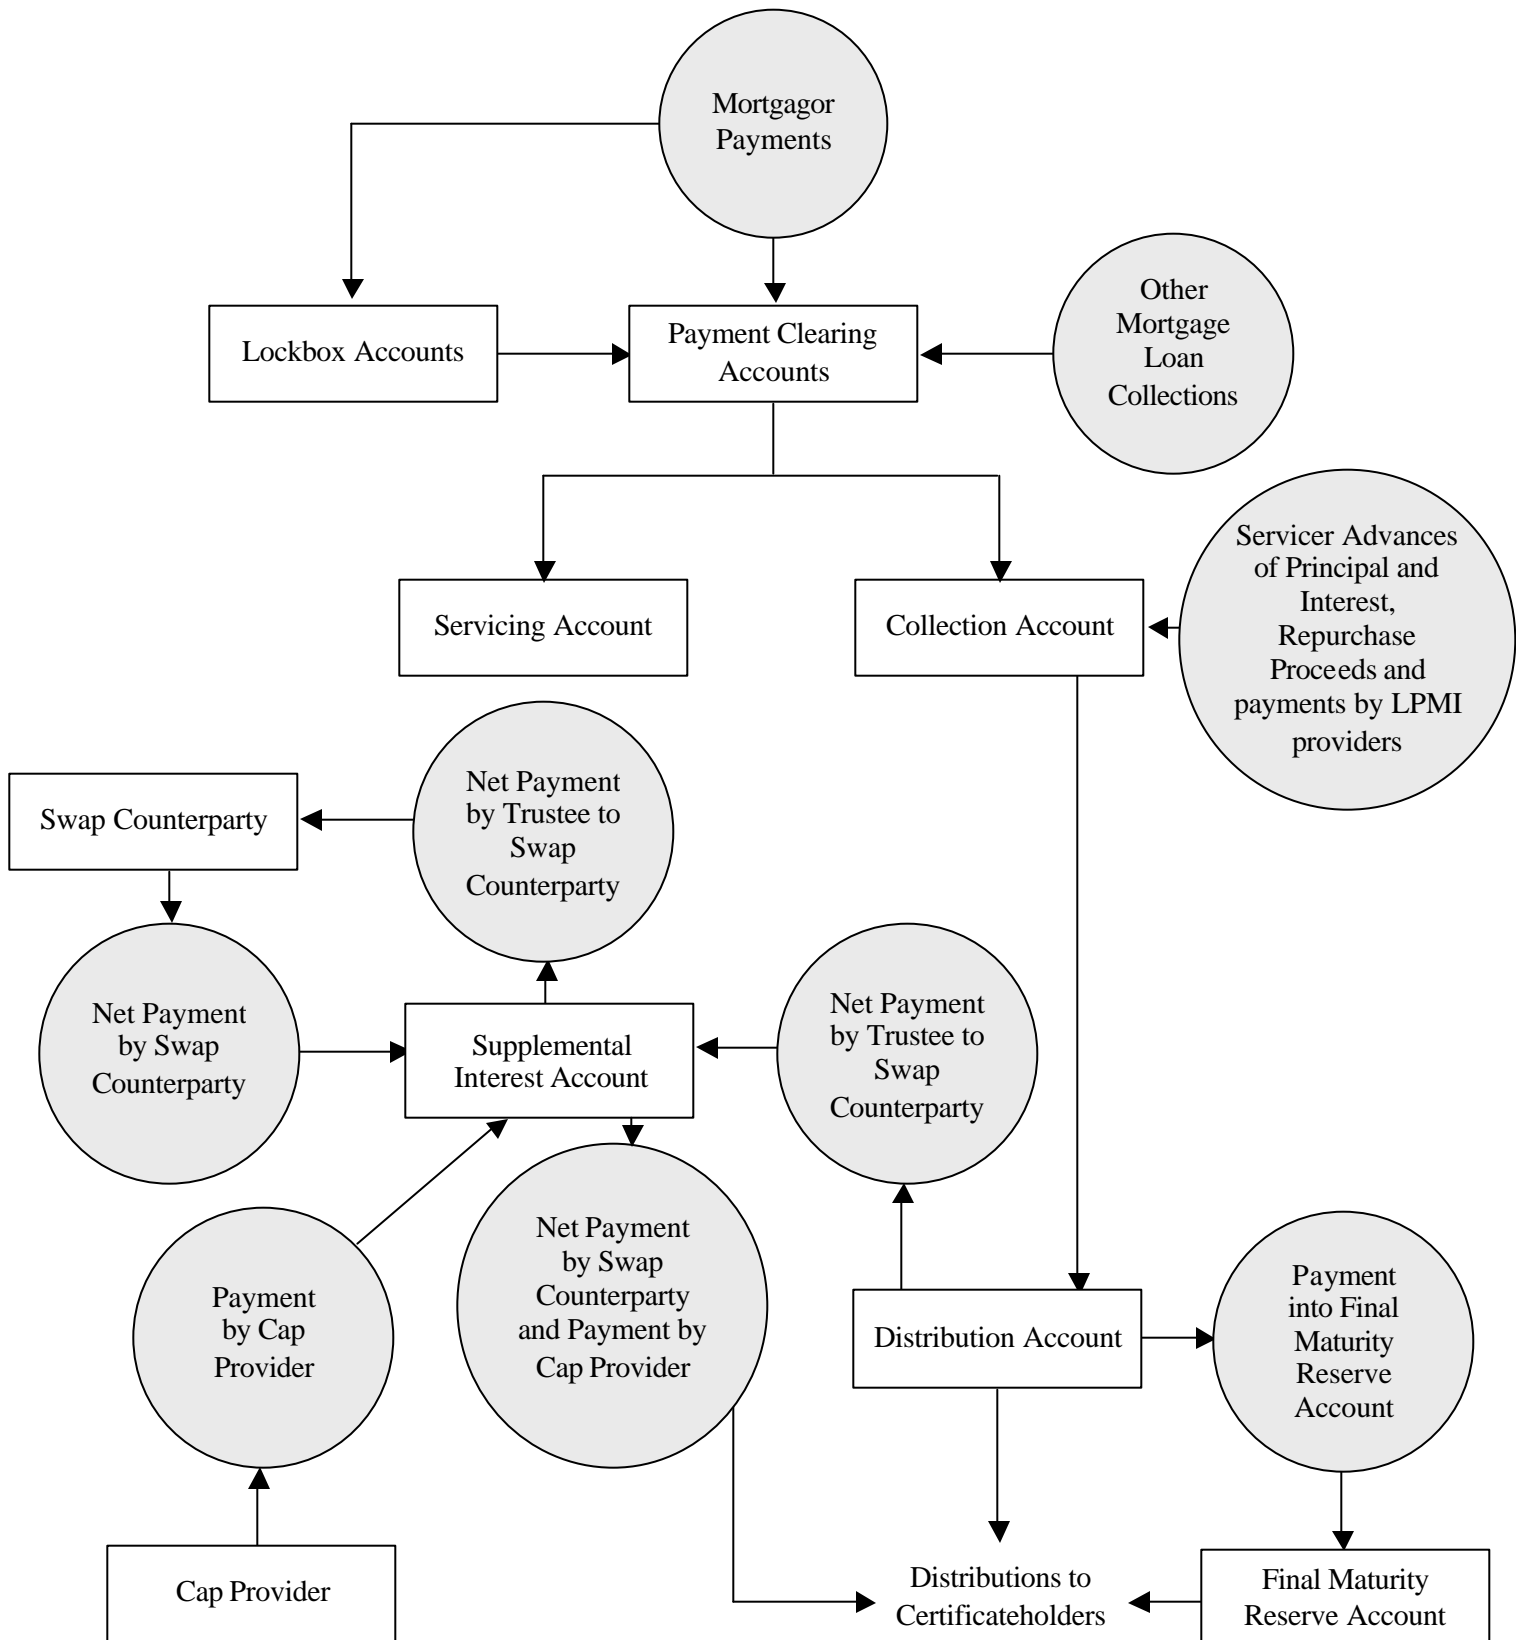 Mortgagor
Payments
Other
Mortgage
Loan
Collections
Lockbox Accounts
Payment Clearing
Accounts
Servicer Advances
of Principal and
Interest,
Repurchase
Proceeds and
payments by LPMI
providers
Servicing Account
Collection Account
Net Payment
by Trustee to
Swap
Counterparty
Swap Counterparty
Net Payment
by Swap
Counterparty
Supplemental
Interest Account
Net Payment
by Trustee to
Swap
Counterparty
Net Payment
by Swap
Counterparty
and Payment by
Cap Provider
Payment
by Cap
Provider
Distribution Account
Payment
into Final
Maturity
Reserve
Account
Cap Provider
Distributions to
Certificateholders
Final Maturity
Reserve Account